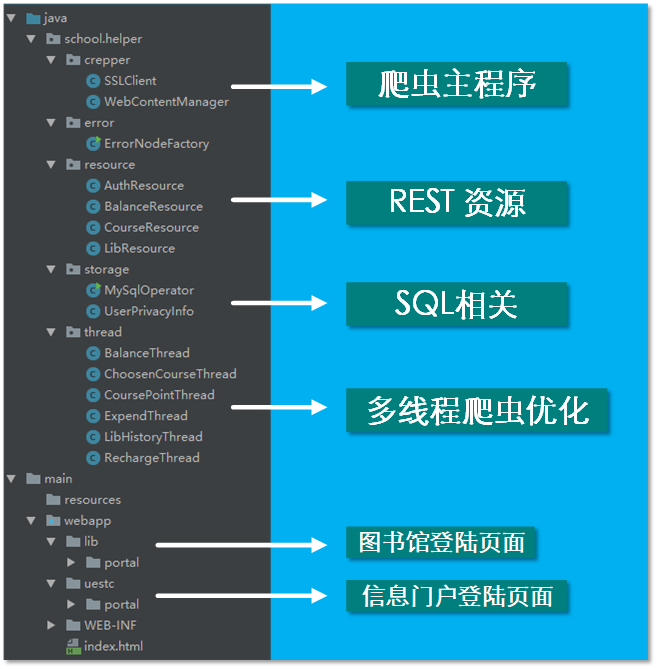 java
school.helper
crepper
SSLClient
WebContentManager
爬虫主程序
error
ErrorNodeFactory
resource
AuthResource
BalanceResource
CourseResource
LibResource
REST 资源
storage
MySqlOperator
UserPrivacyInfo
SQL相关
thread
BalanceThread
ChoosenCourseThread
CoursePointThread
ExpendThread
LibHistoryThread
RechargeThread
多线程爬虫优化
main
resources
webapp
lib
portal
图书馆登陆页面
uestc
portal
信息门户登陆页面
WEB-INF
index.html